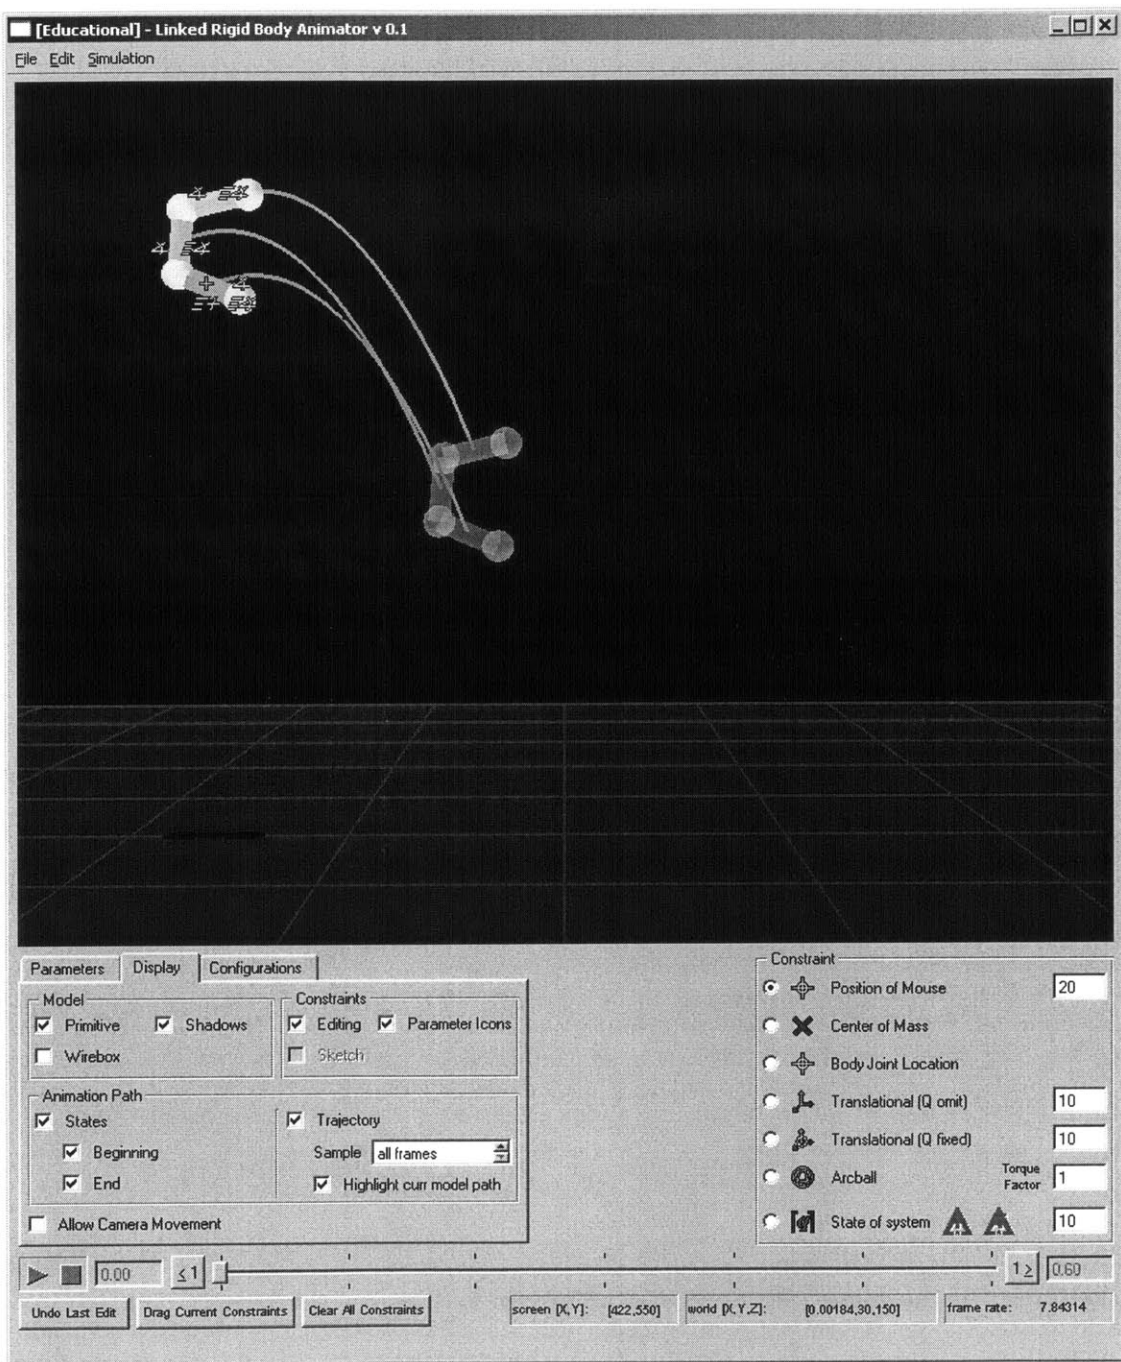 [Educational] - Linked Rigid Body Animator v 0.1
File Edit Simulation
Parameters Display Configurations
Model
Primitive Shadows
Wirebox
Constraints
Editing Parameter Icons
Sketch
Animation Path
States
Beginning
End
Trajectory
Sample all frames
Highlight curr model path
Allow Camera Movement
Constraint
Position of Mouse 20
Center of Mass
Body Joint Location
Translational (Q omit) 10
Translational (Q fixed) 10
Arcball Torque Factor 1
State of system 10
0.00 ≤1 1≥ 0.60
Undo Last Edit Drag Current Constraints Clear All Constraints screen [X,Y]: [422,550] world [X,Y,Z]: [0.00184,30,150] frame rate: 7.84314